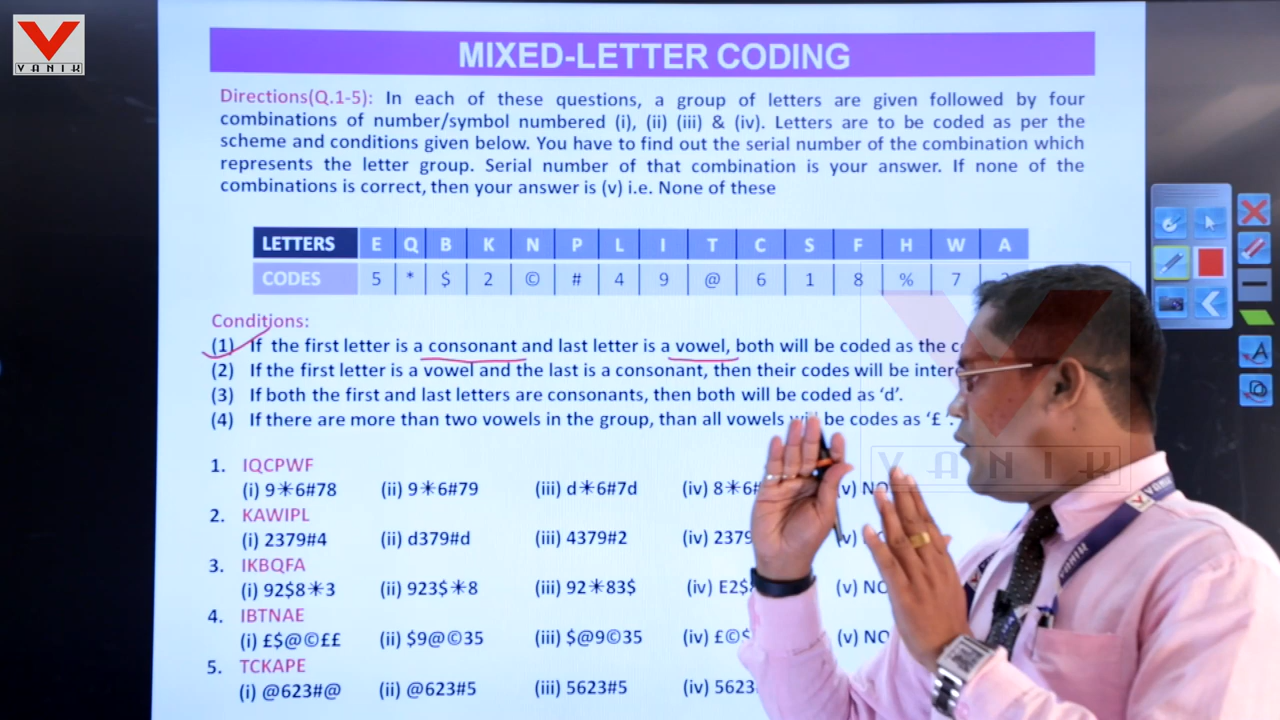 VANIK
MIXED-LETTER CODING
Directions(Q.1-5): In each of these questions, a group of letters are given followed by four
combinations of number/symbol numbered (i), (ii) (iii) & (iv). Letters are to be coded as per the
scheme and conditions given below. You have to find out the serial number of the combination which
represents the letter group. Serial number of that combination is your answer. If none of the
combinations is correct, then your answer is (v) i.e. None of these
LETTERS E Q B K N P L I T C S F H W A
CODES 5 * $ 2 © # 4 9 @ 6 1 8 % 7
Conditions:
(1) If the first letter is a consonant and last letter is a vowel, both will be coded as the
(2) If the first letter is a vowel and the last is a consonant, then their codes will be
(3) If both the first and last letters are consonants, then both will be coded as 'd'.
(4) If there are more than two vowels in the group, than all vowels will be codes as '£'.
1. IQCPWF
(i) 9✳6#78 (ii) 9✳6#79 (iii) d✳6#7d (iv) 8✳6# (v)
2. KAWIPL
(i) 2379#4 (ii) d379#d (iii) 4379#2 (iv) 2379 (v)
3. IKBQFA
(i) 92$8✳3 (ii) 923$✳8 (iii) 92✳83$ (iv) E2$ (v)
4. IBTNAE
(i) £$@©££ (ii) $9@©35 (iii) $@9©35 (iv) £©$ (v)
5. TCKAPE
(i) @623#@ (ii) @623#5 (iii) 5623#5 (iv) 5623
VANIK
VANIK